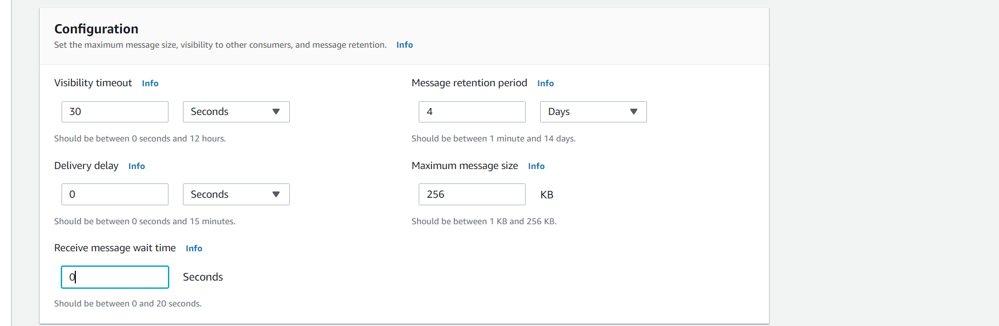 Configuration
Set the maximum message size, visibility to other consumers, and message retention. Info
Visibility timeout Info
30 Seconds
Should be between 0 seconds and 12 hours.
Message retention period Info
4 Days
Should be between 1 minute and 14 days.
Delivery delay Info
0 Seconds
Should be between 0 seconds and 15 minutes.
Maximum message size Info
256 KB
Should be between 1 KB and 256 KB.
Receive message wait time Info
0 Seconds
Should be between 0 and 20 seconds.